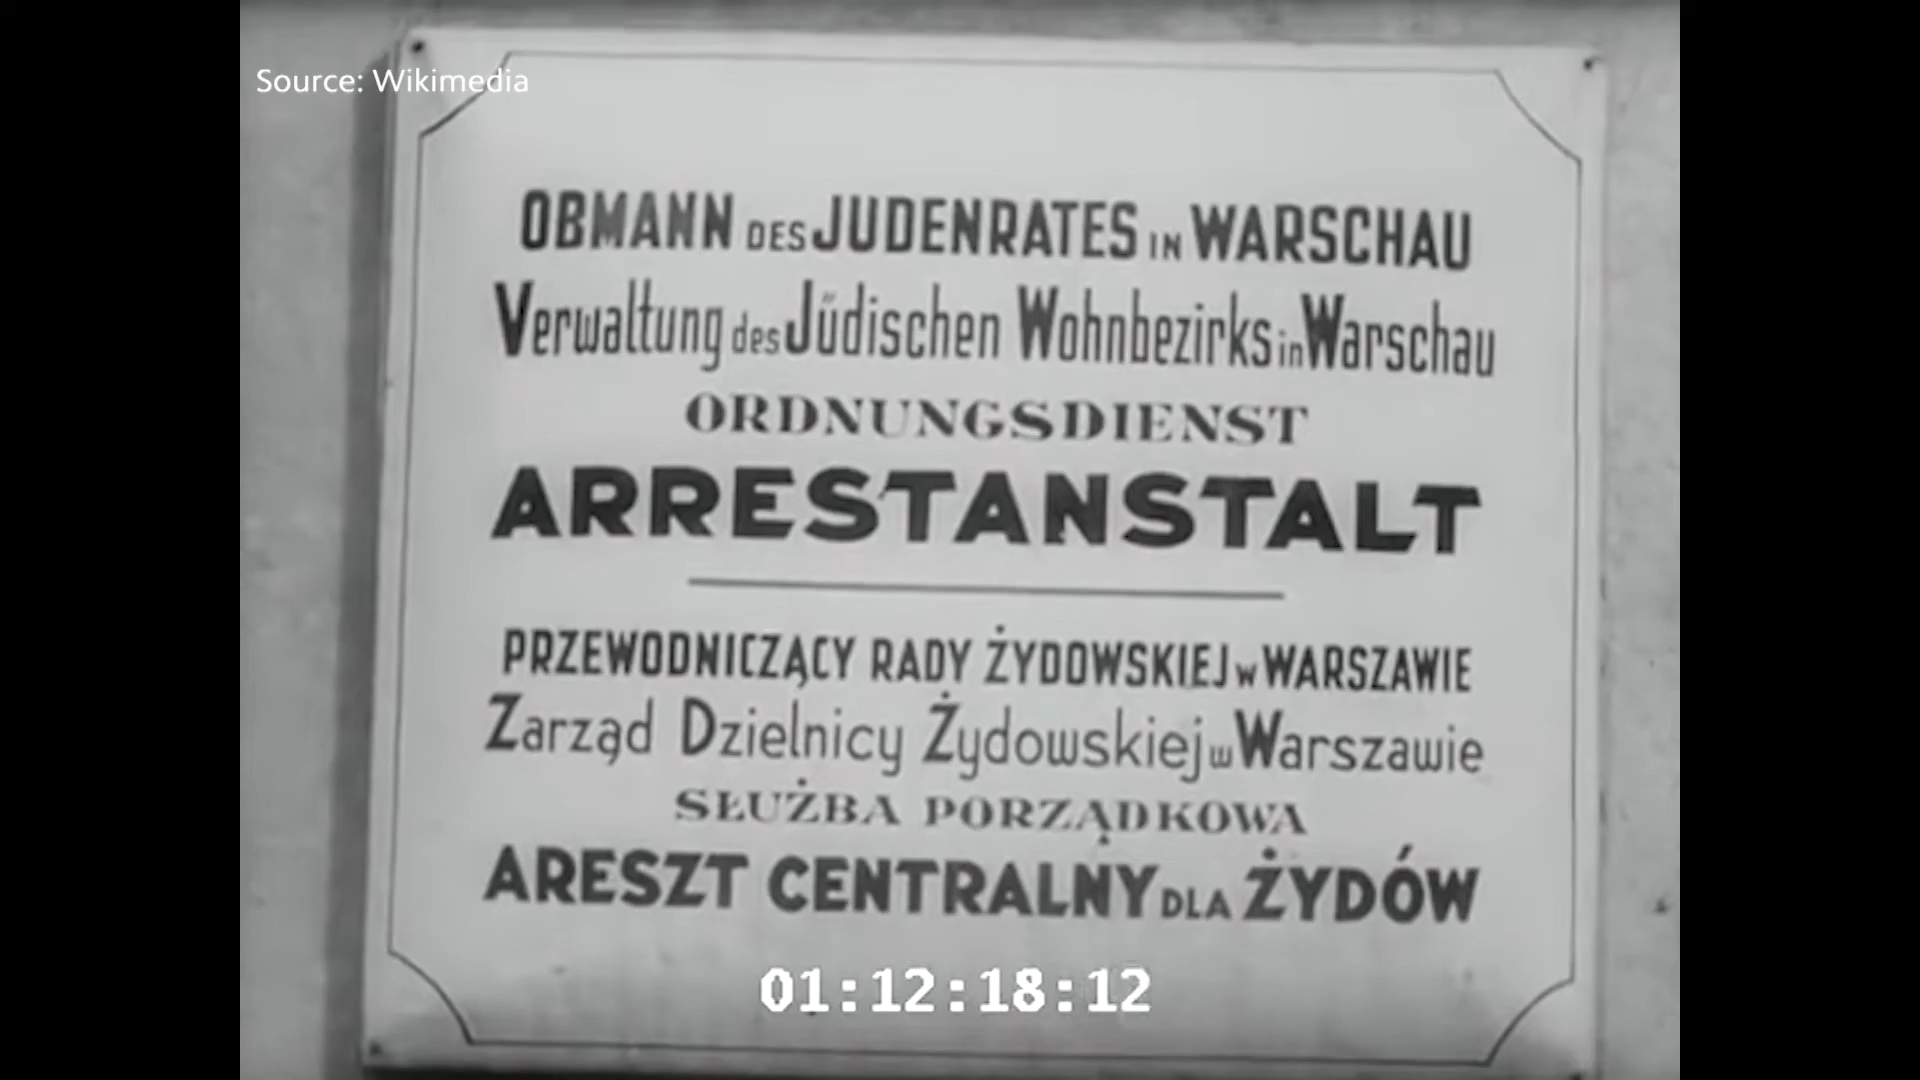 Source: Wikimedia
OBMANN DES JUDENRATES IN WARSCHAU
Verwaltung des Jüdischen Wohnbezirks in Warschau
ORDNUNGSDIENST
ARRESTANSTALT
PRZEWODNICZĄCY RADY ŻYDOWSKIEJ w WARSZAWIE
Zarząd Dzielnicy Żydowskiej w Warszawie
SŁUŻBA PORZĄDKOWA
ARESZT CENTRALNY DLA ŻYDÓW
01:12:18:12